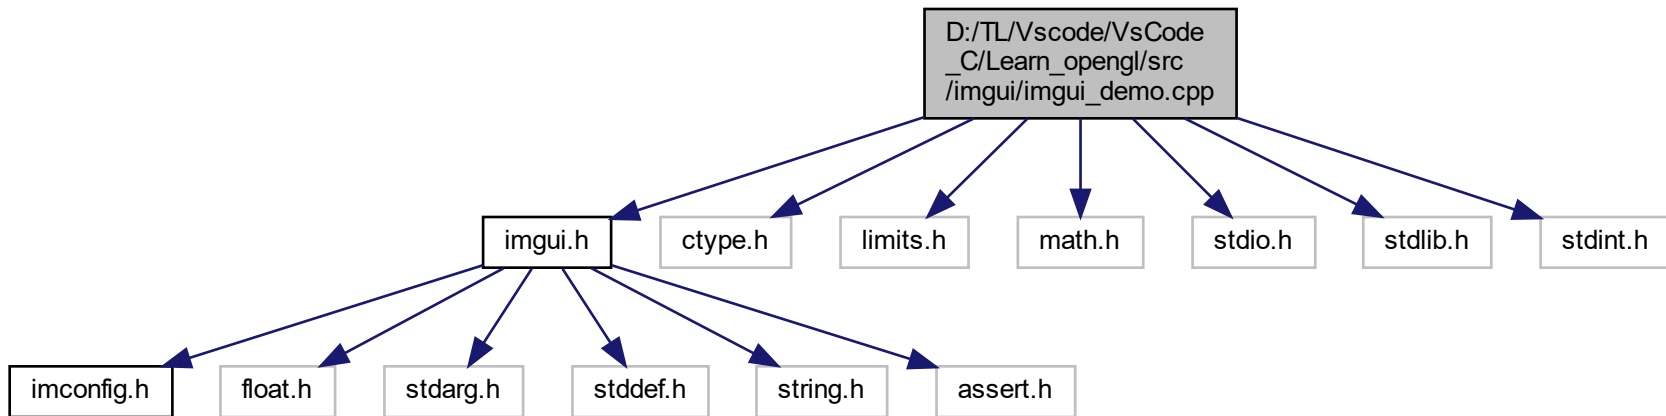 D:/TL/Vscode/VsCode
_C/Learn_opengl/src
/imgui/imgui_demo.cpp
imgui.h
ctype.h
limits.h
math.h
stdio.h
stdlib.h
stdint.h
imconfig.h
float.h
stdarg.h
stddef.h
string.h
assert.h